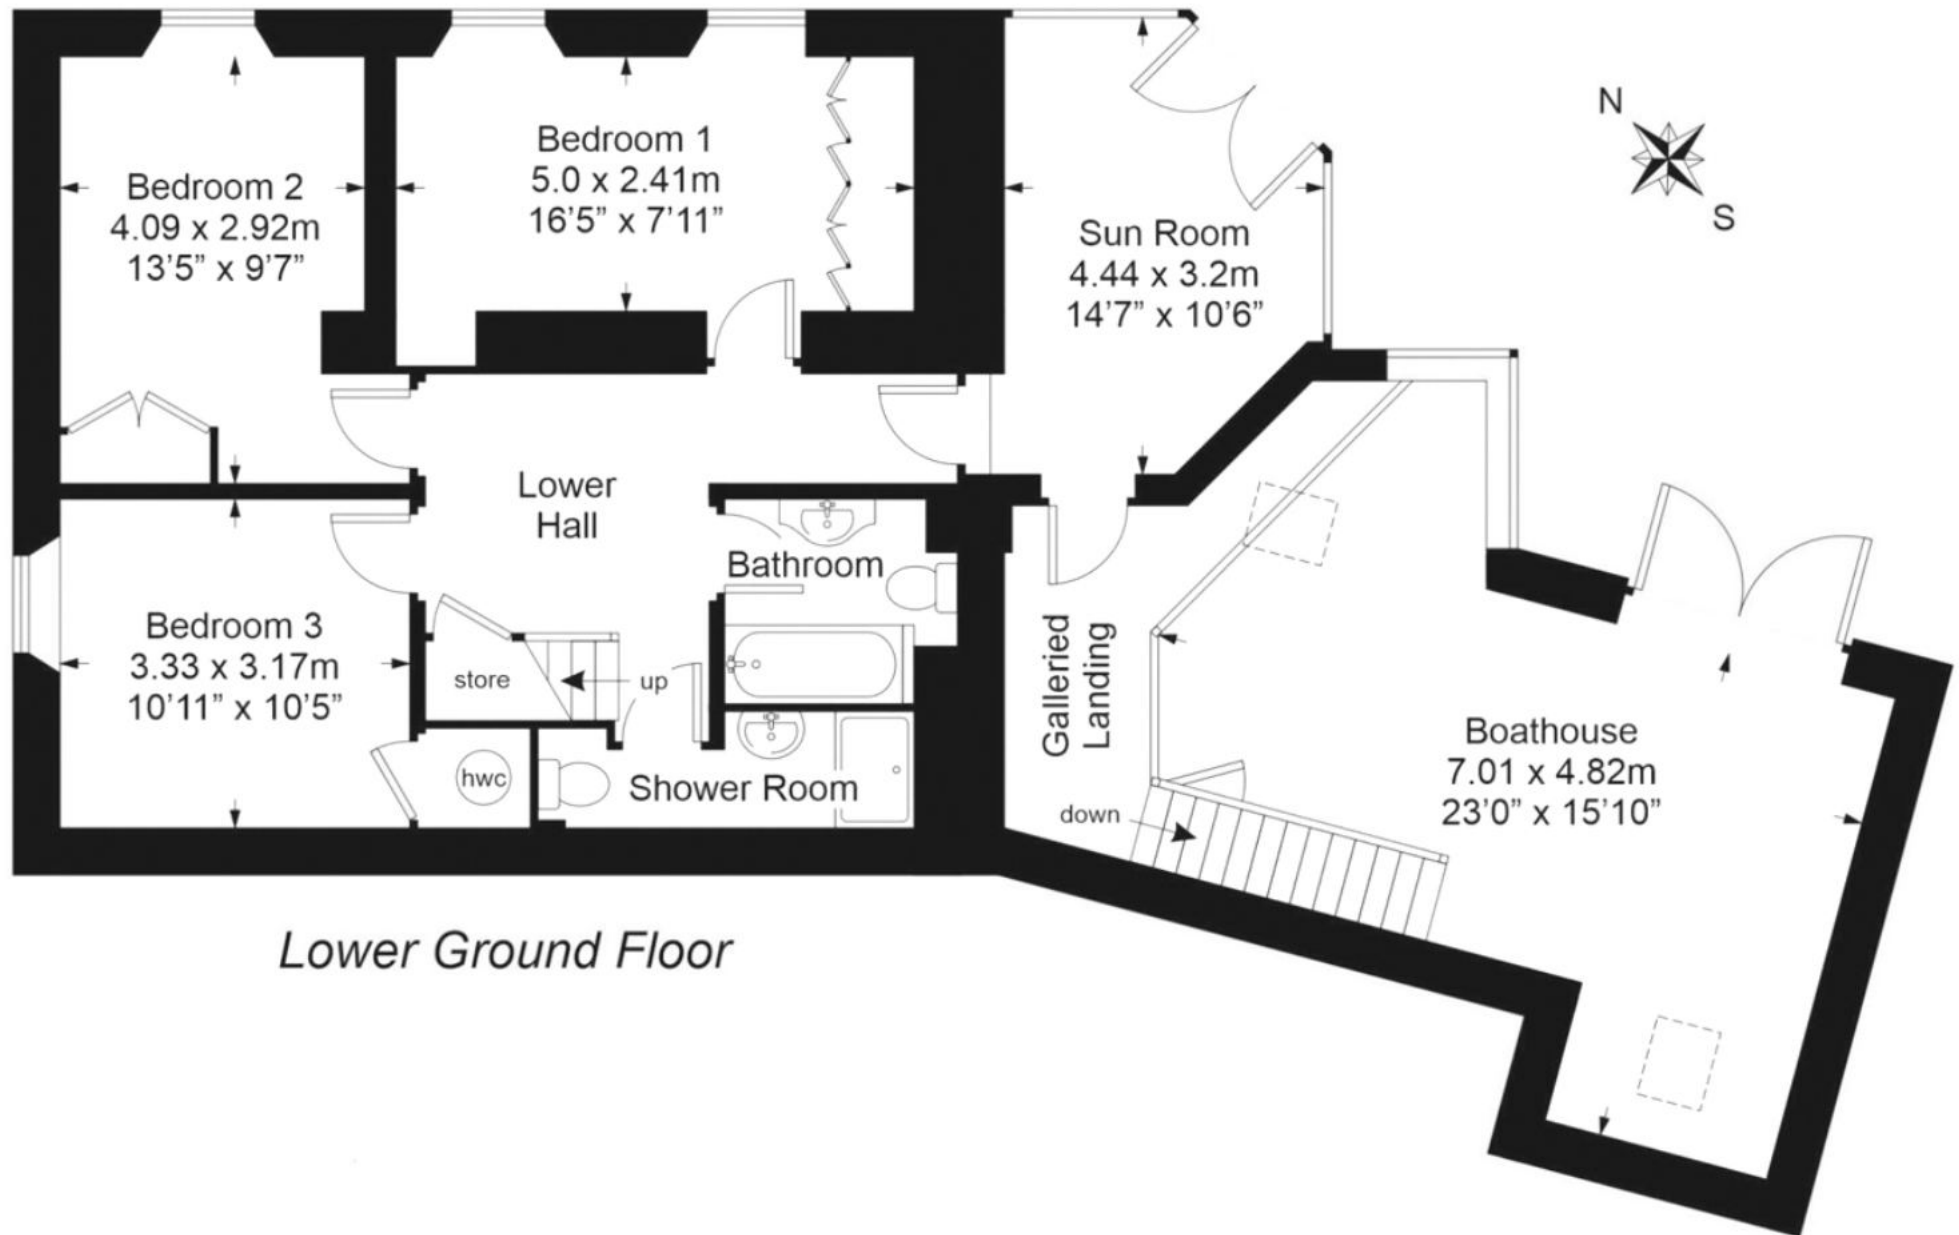 N
S
Bedroom 1
5.0 x 2.41m
16’5” x 7’11”
Bedroom 2
4.09 x 2.92m
13’5” x 9’7”
Sun Room
4.44 x 3.2m
14’7” x 10’6”
Lower
Hall
Bathroom
Bedroom 3
3.33 x 3.17m
10’11” x 10’5”
store
up
hwc
Shower Room
Galleried
Landing
down
Boathouse
7.01 x 4.82m
23’0” x 15’10”
Lower Ground Floor